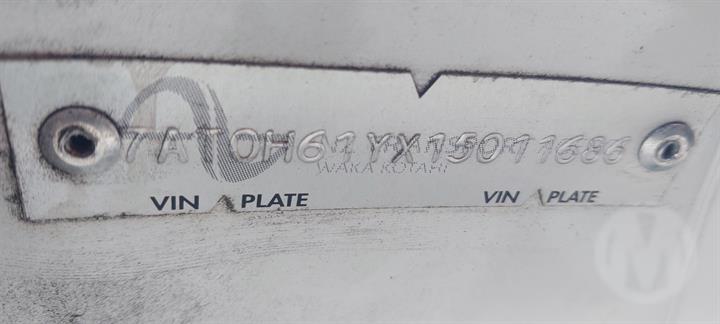 7AT0H61YX15011686
WAKA KOTAHI
VIN PLATE VIN PLATE
M